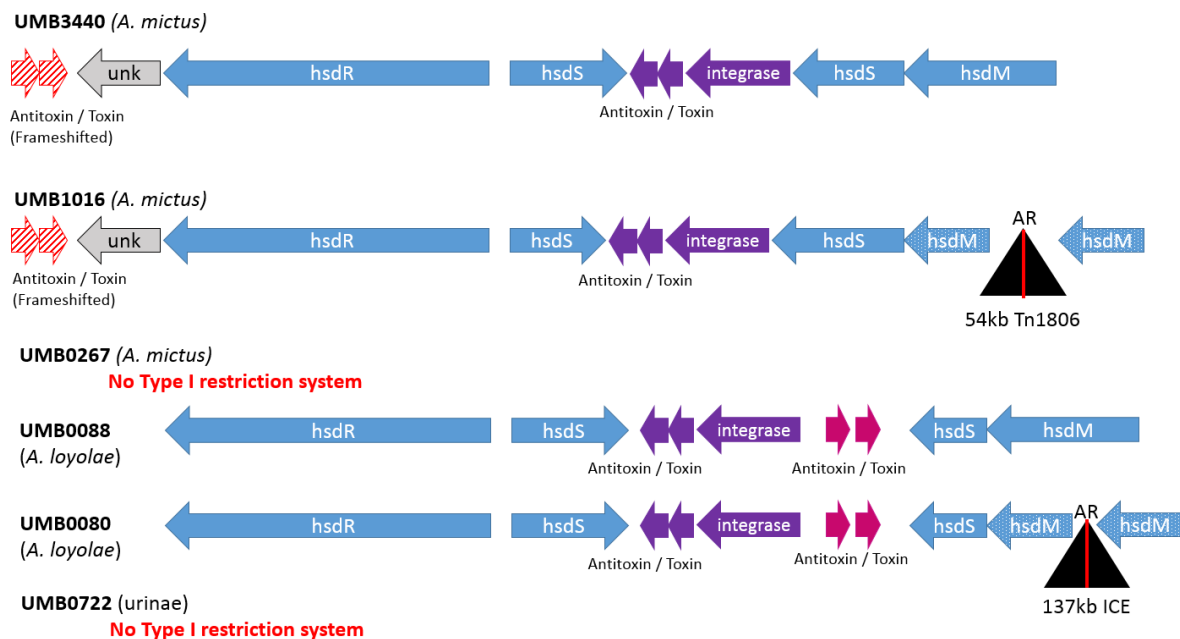 UMB3440 (A. mictus)
unk hsdR hsdS integrase hsdS hsdM
Antitoxin / Toxin Antitoxin / Toxin
(Frameshifted)
UMB1016 (A. mictus)
AR
unk hsdR hsdS integrase hsdS hsdM hsdM
Antitoxin / Toxin Antitoxin / Toxin
(Frameshifted)
54kb Tn1806
UMB0267 (A. mictus)
No Type I restriction system
UMB0088 hsdR hsdS integrase hsdS hsdM
(A. loyolae)
Antitoxin / Toxin Antitoxin / Toxin
AR
UMB0080 hsdR hsdS integrase hsdS hsdM hsdM
(A. loyolae)
Antitoxin / Toxin Antitoxin / Toxin
137kb ICE
UMB0722 (urinae)
No Type I restriction system